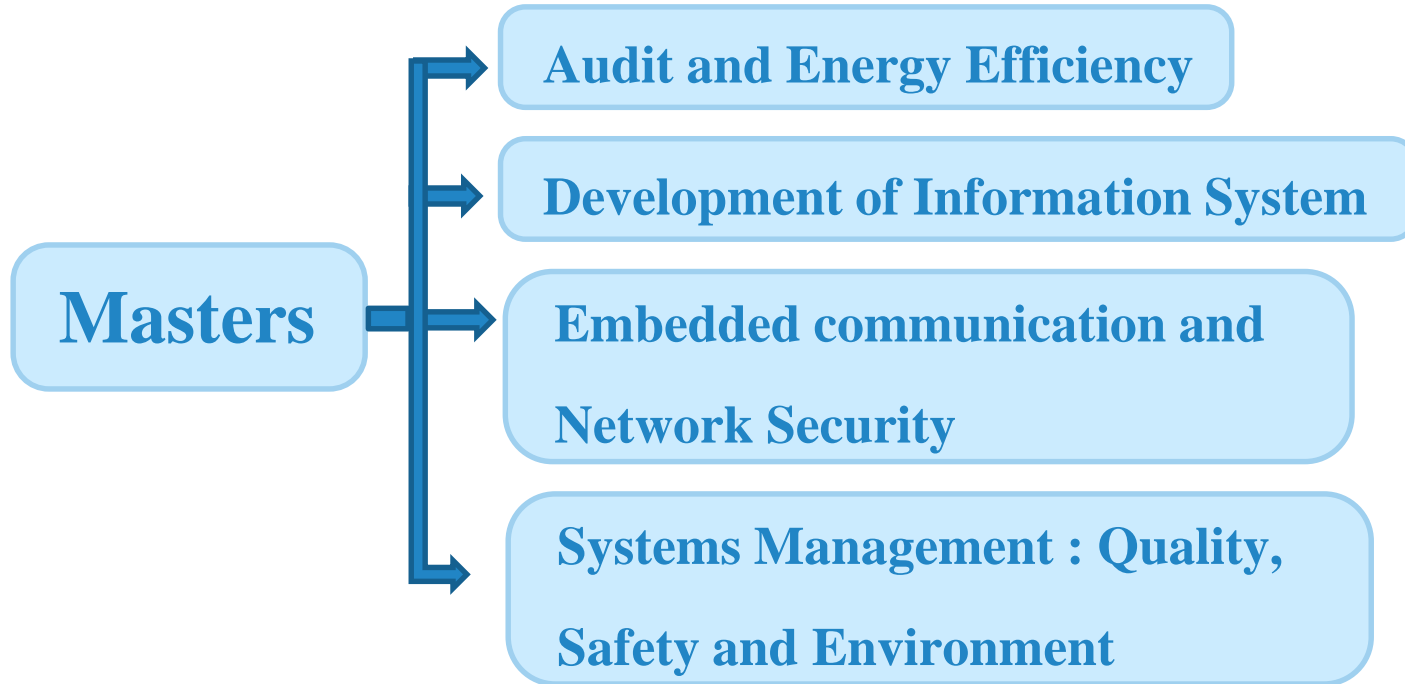 Audit and Energy Efficiency
Development of Information System
Masters
Embedded communication and
Network Security
Systems Management : Quality,
Safety and Environment